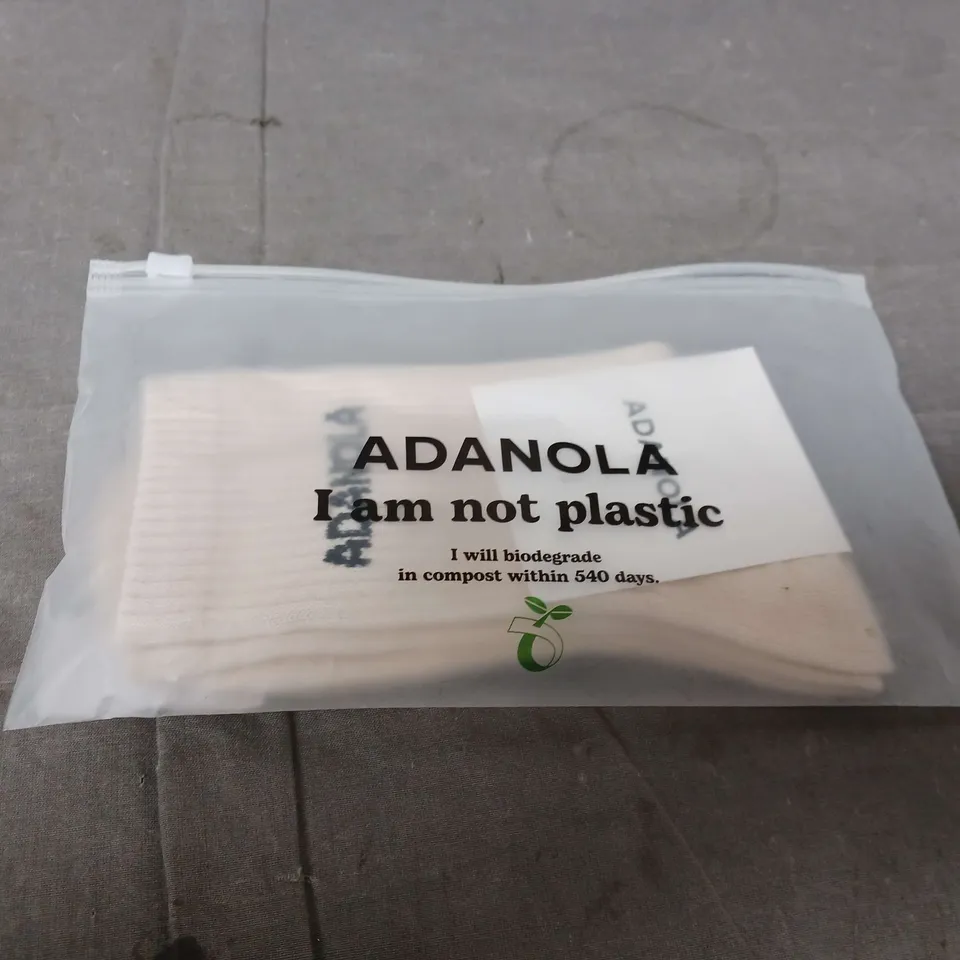 ADANOLA
I am not plastic
I will biodegrade
in compost within 540 days.
ADANOLA
ADANOLA